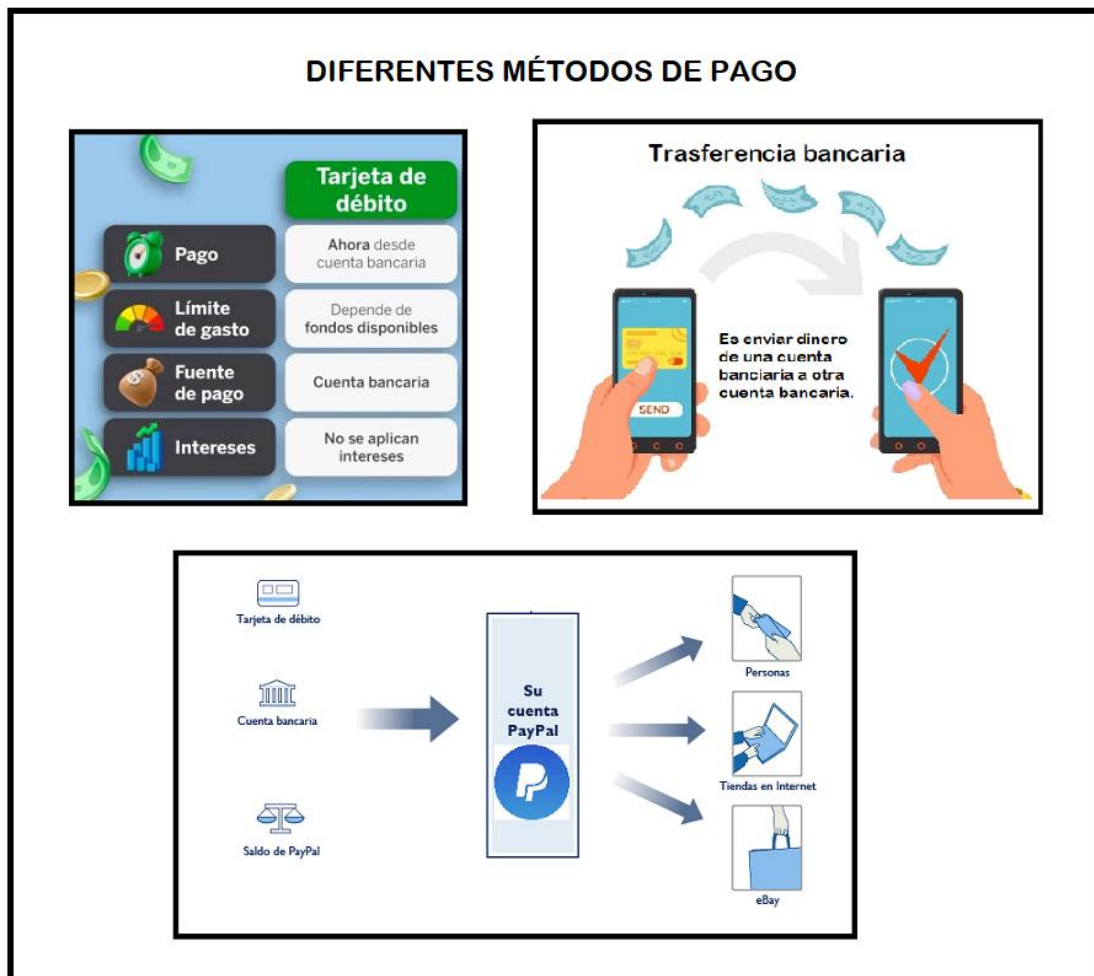 DIFERENTES MÉTODOS DE PAGO
Tarjeta de
débito
Pago
Ahora desde
cuenta bancaria
Límite
de gasto
Depende de
fondos disponibles
Fuente
de pago
Cuenta bancaria
Intereses
No se aplican
intereses
Trasferencia bancaria
Es enviar dinero
de una cuenta
banciaria a otra
cuenta bancaria.
SEND
Tarjeta de débito
Cuenta bancaria
Saldo de PayPal
Su
cuenta
PayPal
Personas
Tiendas en Internet
eBay